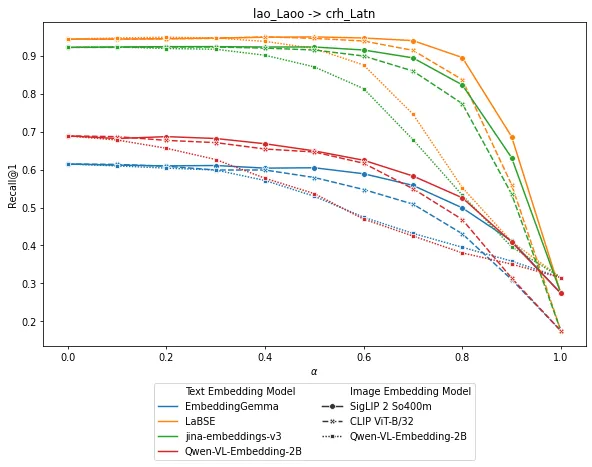 lao_Laoo -> crh_Latn
Recall@1
0.9
0.8
0.7
0.6
0.5
0.4
0.3
0.2
0.0 0.2 0.4 0.6 0.8 1.0
α
Text Embedding Model Image Embedding Model
EmbeddingGemma SigLIP 2 So400m
LaBSE CLIP ViT-B/32
jina-embeddings-v3 Qwen-VL-Embedding-2B
Qwen-VL-Embedding-2B